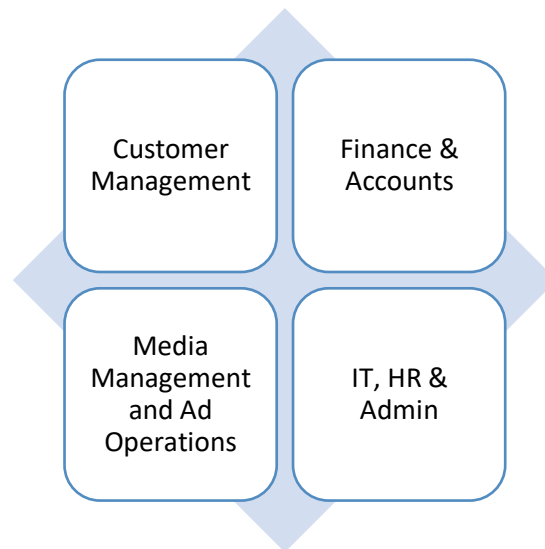 Customer
Management
Finance &
Accounts
Media
Management
and Ad
Operations
IT, HR &
Admin